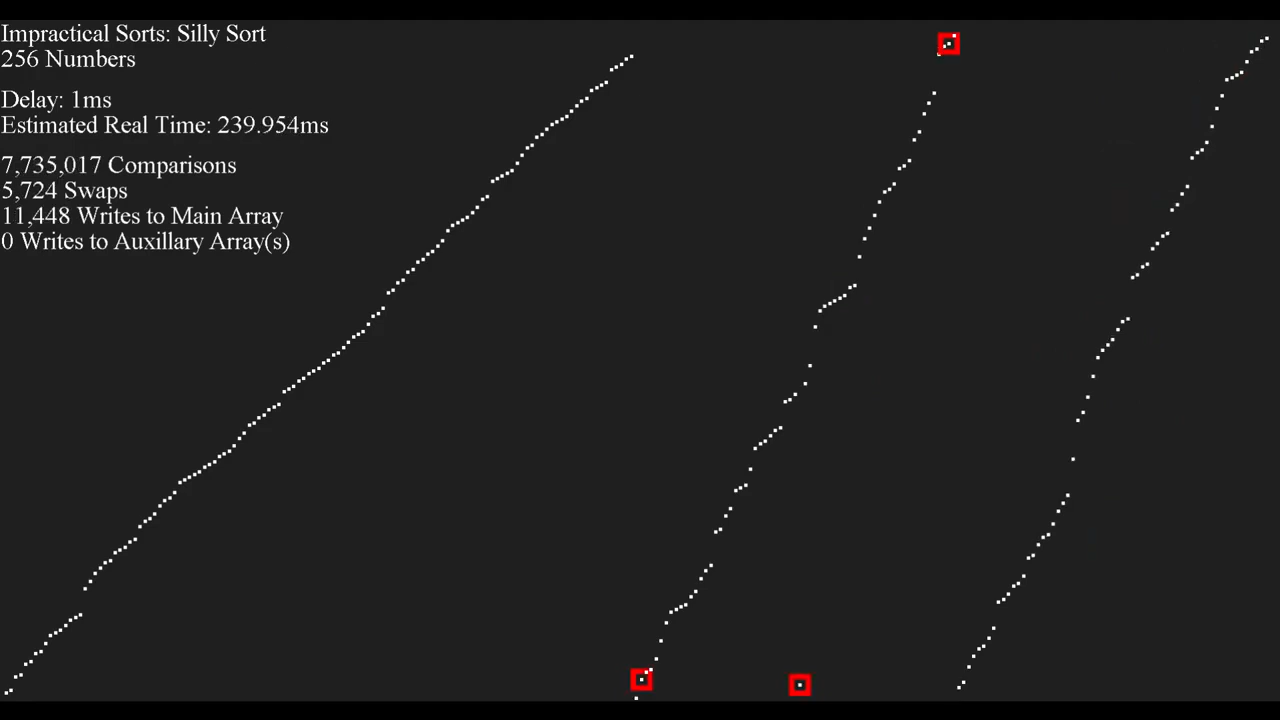 Impractical Sorts: Silly Sort
256 Numbers
Delay: 1ms
Estimated Real Time: 239.954ms
7,735,017 Comparisons
5,724 Swaps
11,448 Writes to Main Array
0 Writes to Auxillary Array(s)